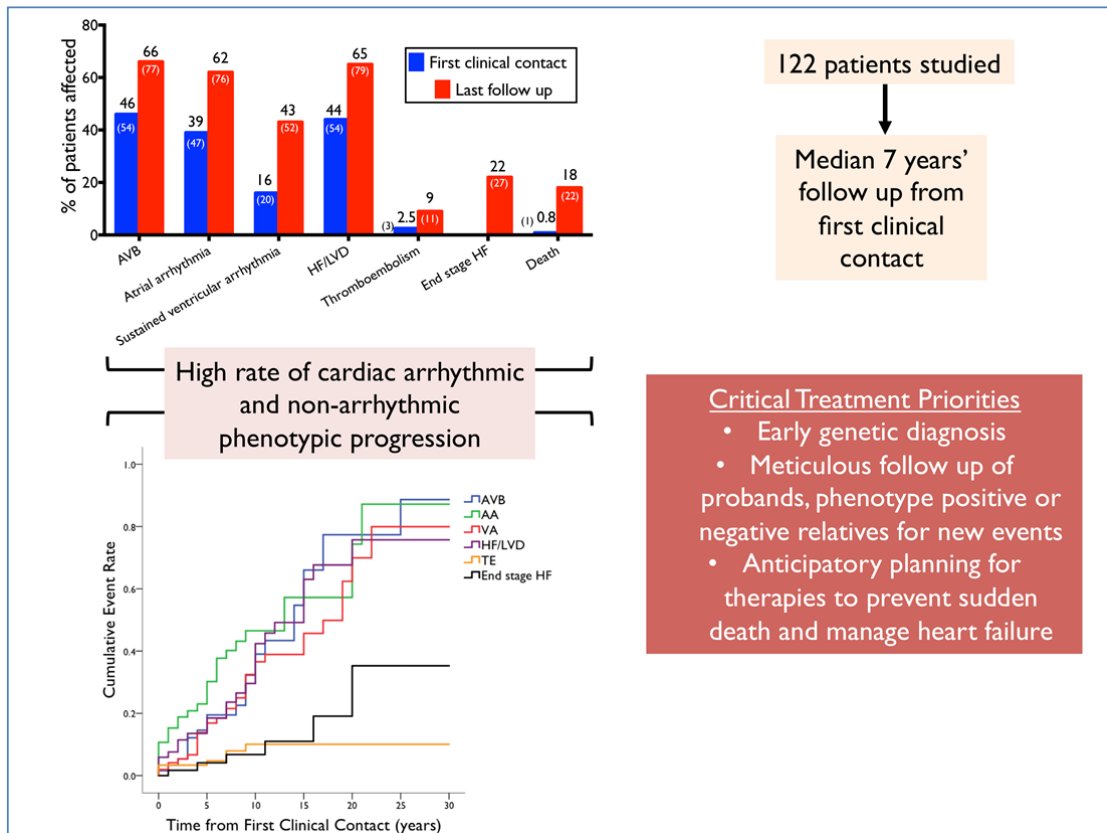 80
60
40
20
0
% of patients affected
First clinical contact
Last follow up
46
(54)
66
(77)
39
(47)
62
(76)
16
(20)
43
(52)
44
(54)
65
(79)
(3)
2.5
9
(11)
22
(27)
(1)
0.8
18
(22)
AVB
Atrial arrhythmia
Sustained ventricular arrhythmia
HF/LVD
Thromboembolism
End stage HF
Death
122 patients studied
Median 7 years’
follow up from
first clinical
contact
High rate of cardiac arrhythmic
and non-arrhythmic
phenotypic progression
1.0
0.8
0.6
0.4
0.2
0.0
Cumulative Event Rate
AVB
AA
VA
HF/LVD
TE
End stage HF
0
5
10
15
20
25
30
Time from First Clinical Contact (years)
Critical Treatment Priorities
• Early genetic diagnosis
• Meticulous follow up of
probands, phenotype positive or
negative relatives for new events
• Anticipatory planning for
therapies to prevent sudden
death and manage heart failure